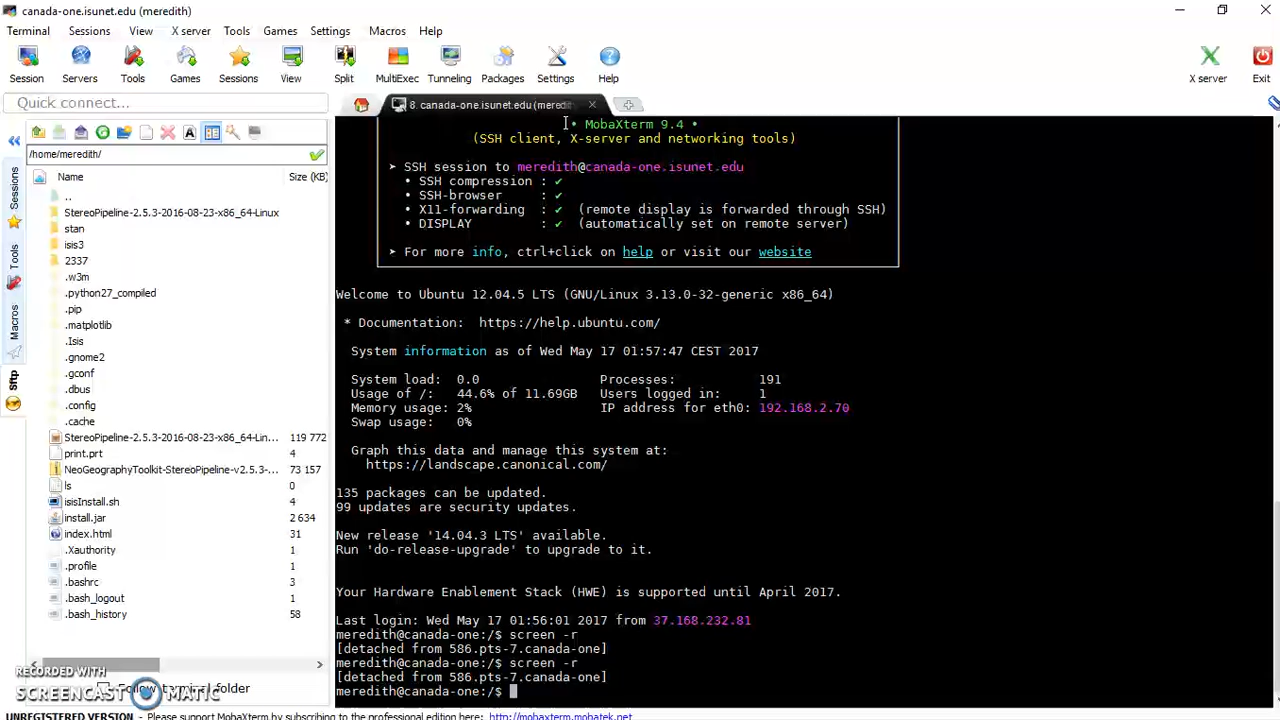 canada-one.isunet.edu (meredith)
Terminal Sessions View X server Tools Games Settings Macros Help
Session Servers Tools Games Sessions View Split MultiExec Tunneling Packages Settings Help X server Exit
Quick connect...
8. canada-one.isunet.edu (meredith
/home/meredith/
Name Size (KB)
..
StereoPipeline-2.5.3-2016-08-23-x86_64-Linux
stan
isis3
2337
.w3m
.python27_compiled
.pip
.matplotlib
.Isis
.gnome2
.gconf
.dbus
.config
.cache
StereoPipeline-2.5.3-2016-08-23-x86_64-Lin... 119 772
print.prt 4
NeoGeographyToolkit-StereoPipeline-v2.5.3-... 73 157
ls 0
isisInstall.sh 4
install.jar 2 634
index.html 31
.Xauthority 1
.profile 1
.bashrc 3
.bash_logout 1
.bash_history 58
Sessions
Tools
Macros
Sftp
terminal folder
RECORDED WITH
SCREENCAST MATIC
• MobaXterm 9.4 •
(SSH client, X-server and networking tools)
➤ SSH session to meredith@canada-one.isunet.edu
• SSH compression : ✔
• SSH-browser : ✔
• X11-forwarding : ✔ (remote display is forwarded through SSH)
• DISPLAY : ✔ (automatically set on remote server)
➤ For more info, ctrl+click on help or visit our website
Welcome to Ubuntu 12.04.5 LTS (GNU/Linux 3.13.0-32-generic x86_64)
* Documentation: https://help.ubuntu.com/
System information as of Wed May 17 01:57:47 CEST 2017
System load: 0.0 Processes: 191
Usage of /: 44.6% of 11.69GB Users logged in: 1
Memory usage: 2% IP address for eth0: 192.168.2.70
Swap usage: 0%
Graph this data and manage this system at:
https://landscape.canonical.com/
135 packages can be updated.
99 updates are security updates.
New release '14.04.3 LTS' available.
Run 'do-release-upgrade' to upgrade to it.
Your Hardware Enablement Stack (HWE) is supported until April 2017.
Last login: Wed May 17 01:56:01 2017 from 37.168.232.81
meredith@canada-one:/$ screen -r
[detached from 586.pts-7.canada-one]
meredith@canada-one:/$ screen -r
[detached from 586.pts-7.canada-one]
meredith@canada-one:/$
UNREGISTERED VERSION - Please support MobaXterm by subscribing to the professional edition here: http://mobaxterm.mobatek.net